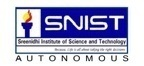 SNIST
Sreenidhi Institute of Science and Technology
AUTONOMOUS